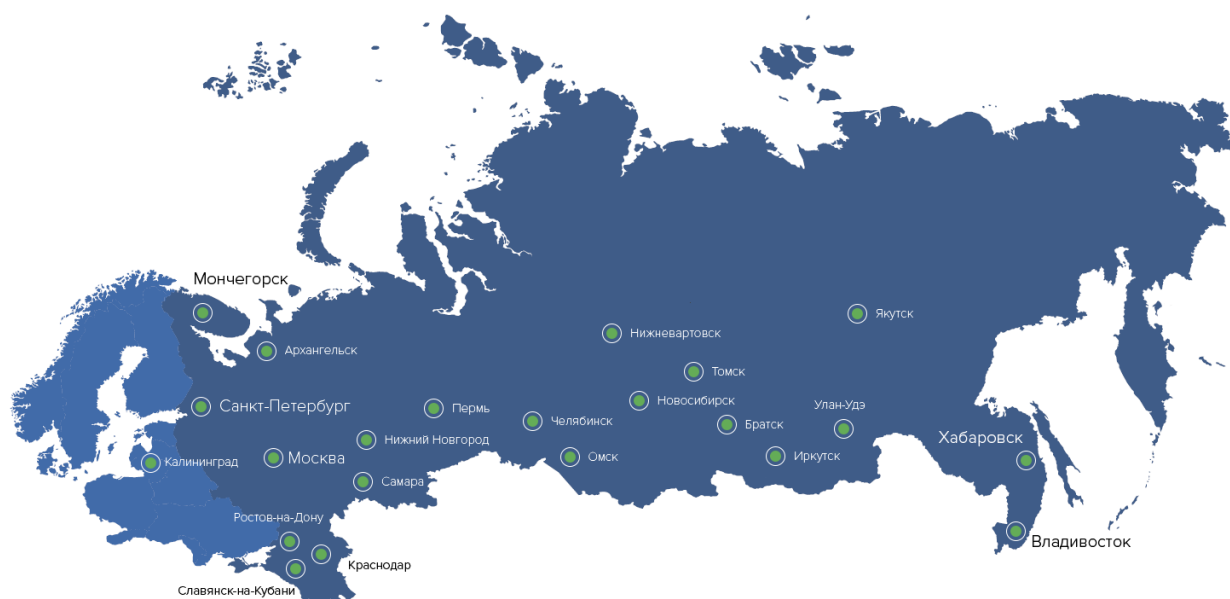 Мончегорск
Якутск
Нижневартовск
Архангельск
Томск
Новосибирск
Улан-Удэ
Санкт-Петербург
Пермь
Челябинск
Братск
Хабаровск
Нижний Новгород
Москва
Калининград
Омск
Иркутск
Самара
Ростов-на-Дону
Владивосток
Краснодар
Славянск-на-Кубани